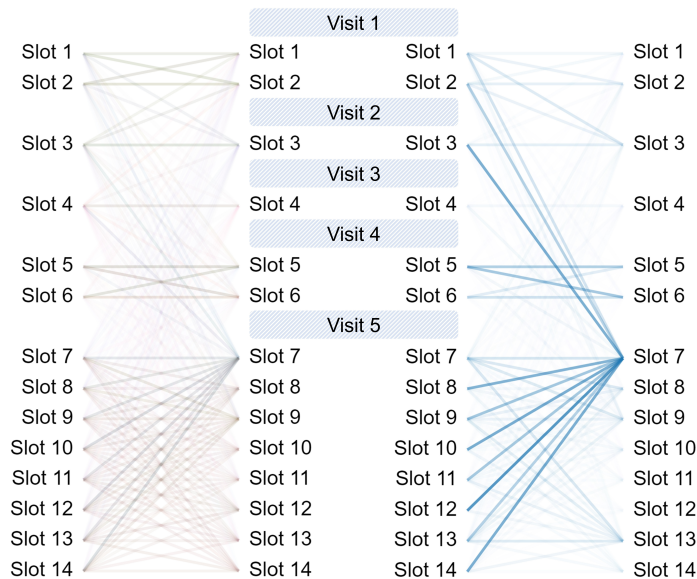 Visit 1
Slot 1 Slot 1 Slot 1 Slot 1
Slot 2 Slot 2 Slot 2 Slot 2
Visit 2
Slot 3 Slot 3 Slot 3 Slot 3
Visit 3
Slot 4 Slot 4 Slot 4 Slot 4
Visit 4
Slot 5 Slot 5 Slot 5 Slot 5
Slot 6 Slot 6 Slot 6 Slot 6
Visit 5
Slot 7 Slot 7 Slot 7 Slot 7
Slot 8 Slot 8 Slot 8 Slot 8
Slot 9 Slot 9 Slot 9 Slot 9
Slot 10 Slot 10 Slot 10 Slot 10
Slot 11 Slot 11 Slot 11 Slot 11
Slot 12 Slot 12 Slot 12 Slot 12
Slot 13 Slot 13 Slot 13 Slot 13
Slot 14 Slot 14 Slot 14 Slot 14